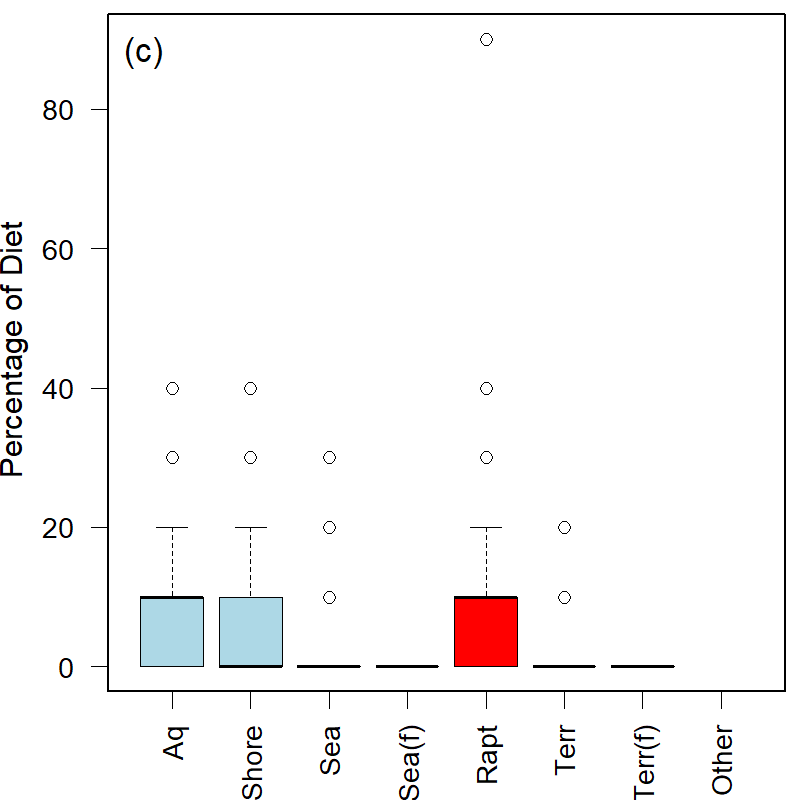 (c)
Percentage of Diet
80
60
40
20
0
Aq
Shore
Sea
Sea(f)
Rapt
Terr
Terr(f)
Other